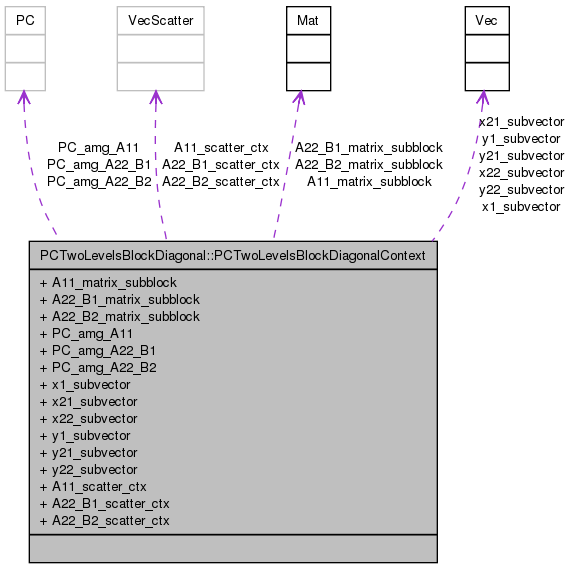 PC
VecScatter
Mat
Vec
PC_amg_A11
PC_amg_A22_B1
PC_amg_A22_B2
A11_scatter_ctx
A22_B1_scatter_ctx
A22_B2_scatter_ctx
A22_B1_matrix_subblock
A22_B2_matrix_subblock
A11_matrix_subblock
x21_subvector
y1_subvector
y21_subvector
x22_subvector
y22_subvector
x1_subvector
PCTwoLevelsBlockDiagonal::PCTwoLevelsBlockDiagonalContext
+ A11_matrix_subblock
+ A22_B1_matrix_subblock
+ A22_B2_matrix_subblock
+ PC_amg_A11
+ PC_amg_A22_B1
+ PC_amg_A22_B2
+ x1_subvector
+ x21_subvector
+ x22_subvector
+ y1_subvector
+ y21_subvector
+ y22_subvector
+ A11_scatter_ctx
+ A22_B1_scatter_ctx
+ A22_B2_scatter_ctx